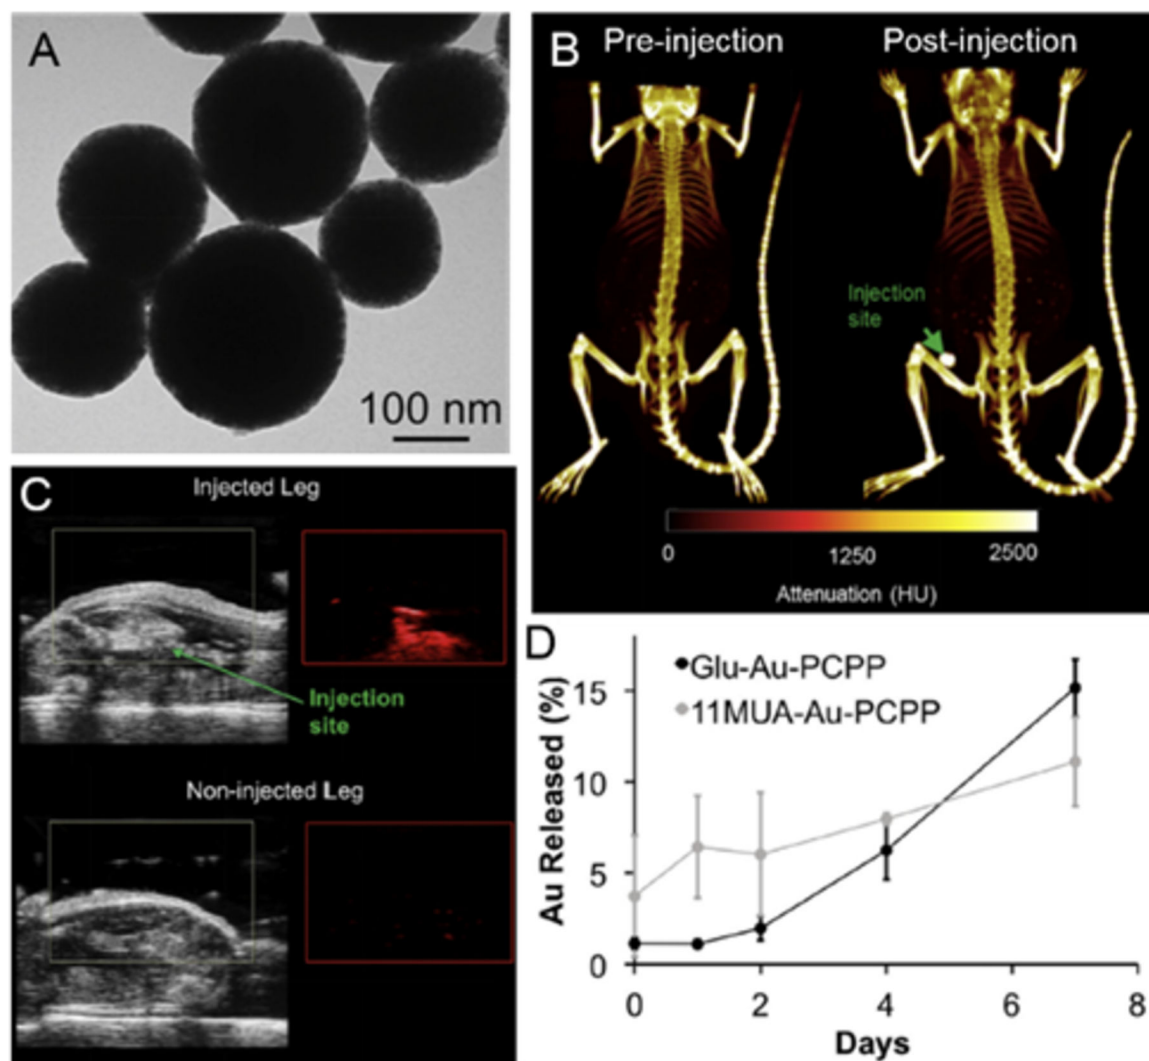 A
100 nm
B
Pre-injection
Post-injection
Injection
site
0
1250
2500
Attenuation (HU)
C
Injected Leg
Injection
site
Non-injected Leg
D
Glu-Au-PCPP
11MUA-Au-PCPP
Au Released (%)
15
10
5
0
0
2
4
6
8
Days